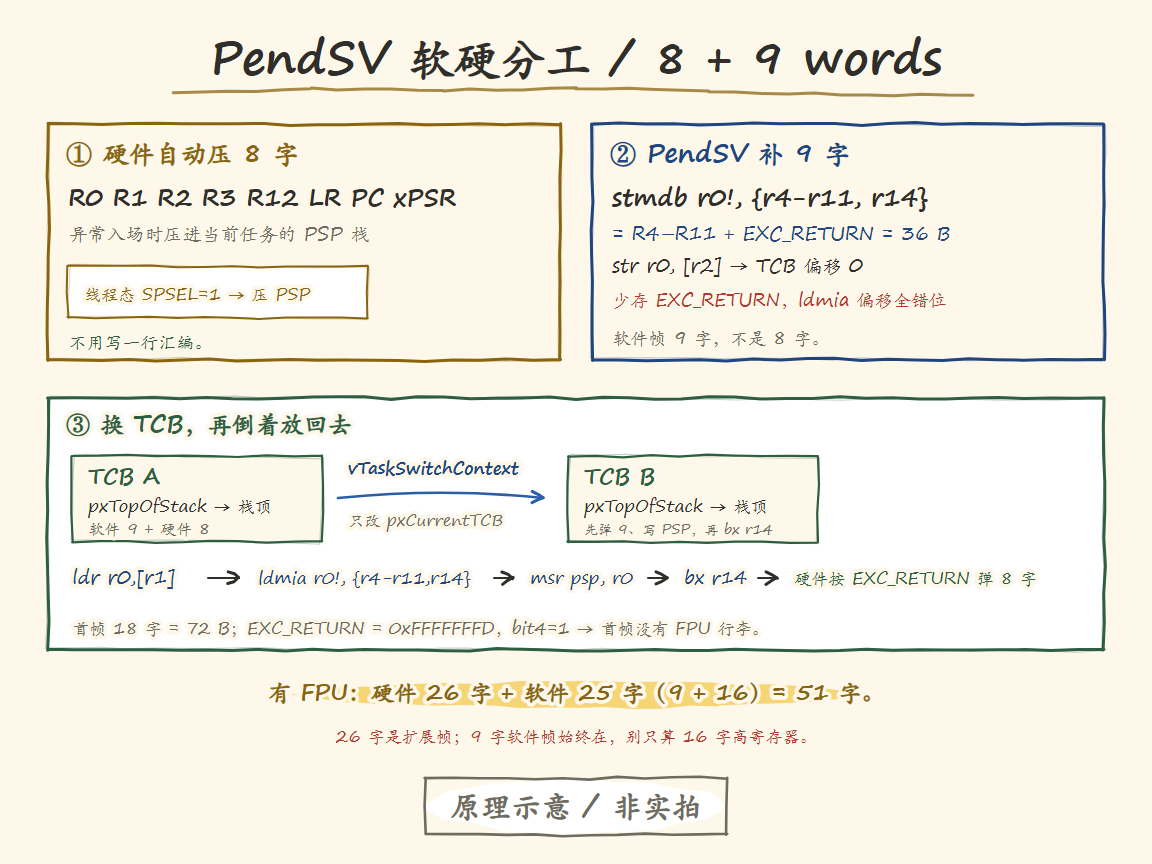 PendSV 软硬分工 / 8 + 9 words
① 硬件自动压 8 字
R0 R1 R2 R3 R12 LR PC xPSR
异常入场时压进当前任务的 PSP 栈
线程态 SPSEL=1 → 压 PSP
不用写一行汇编。
② PendSV 补 9 字
stmdb r0!, {r4-r11, r14}
= R4–R11 + EXC_RETURN = 36 B
str r0, [r2] → TCB 偏移 0
少存 EXC_RETURN，ldmia 偏移全错位
软件帧 9 字，不是 8 字。
③ 换 TCB，再倒着放回去
TCB A
pxTopOfStack → 栈顶
软件 9 + 硬件 8
vTaskSwitchContext
只改 pxCurrentTCB
TCB B
pxTopOfStack → 栈顶
先弹 9、写 PSP，再 bx r14
ldr r0,[r1] → ldmia r0!, {r4-r11,r14} → msr psp, r0 → bx r14 → 硬件按 EXC_RETURN 弹 8 字
首帧 18 字 = 72 B；EXC_RETURN = 0xFFFFFFFD，bit4=1 → 首帧没有 FPU 行李。
有 FPU：硬件 26 字 + 软件 25 字（9 + 16）= 51 字。
26 字是扩展帧；9 字软件帧始终在，别只算 16 字高寄存器。
原理示意 / 非实拍